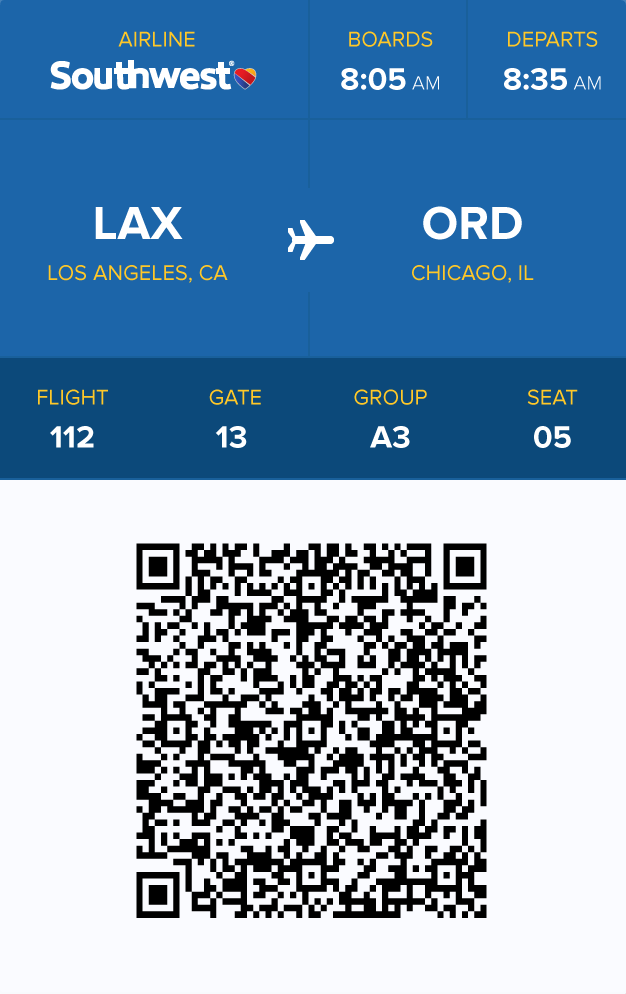 AIRLINE BOARDS DEPARTS
Southwest® 8:05 AM 8:35 AM
LAX ORD
LOS ANGELES, CA CHICAGO, IL
FLIGHT GATE GROUP SEAT
112 13 A3 05